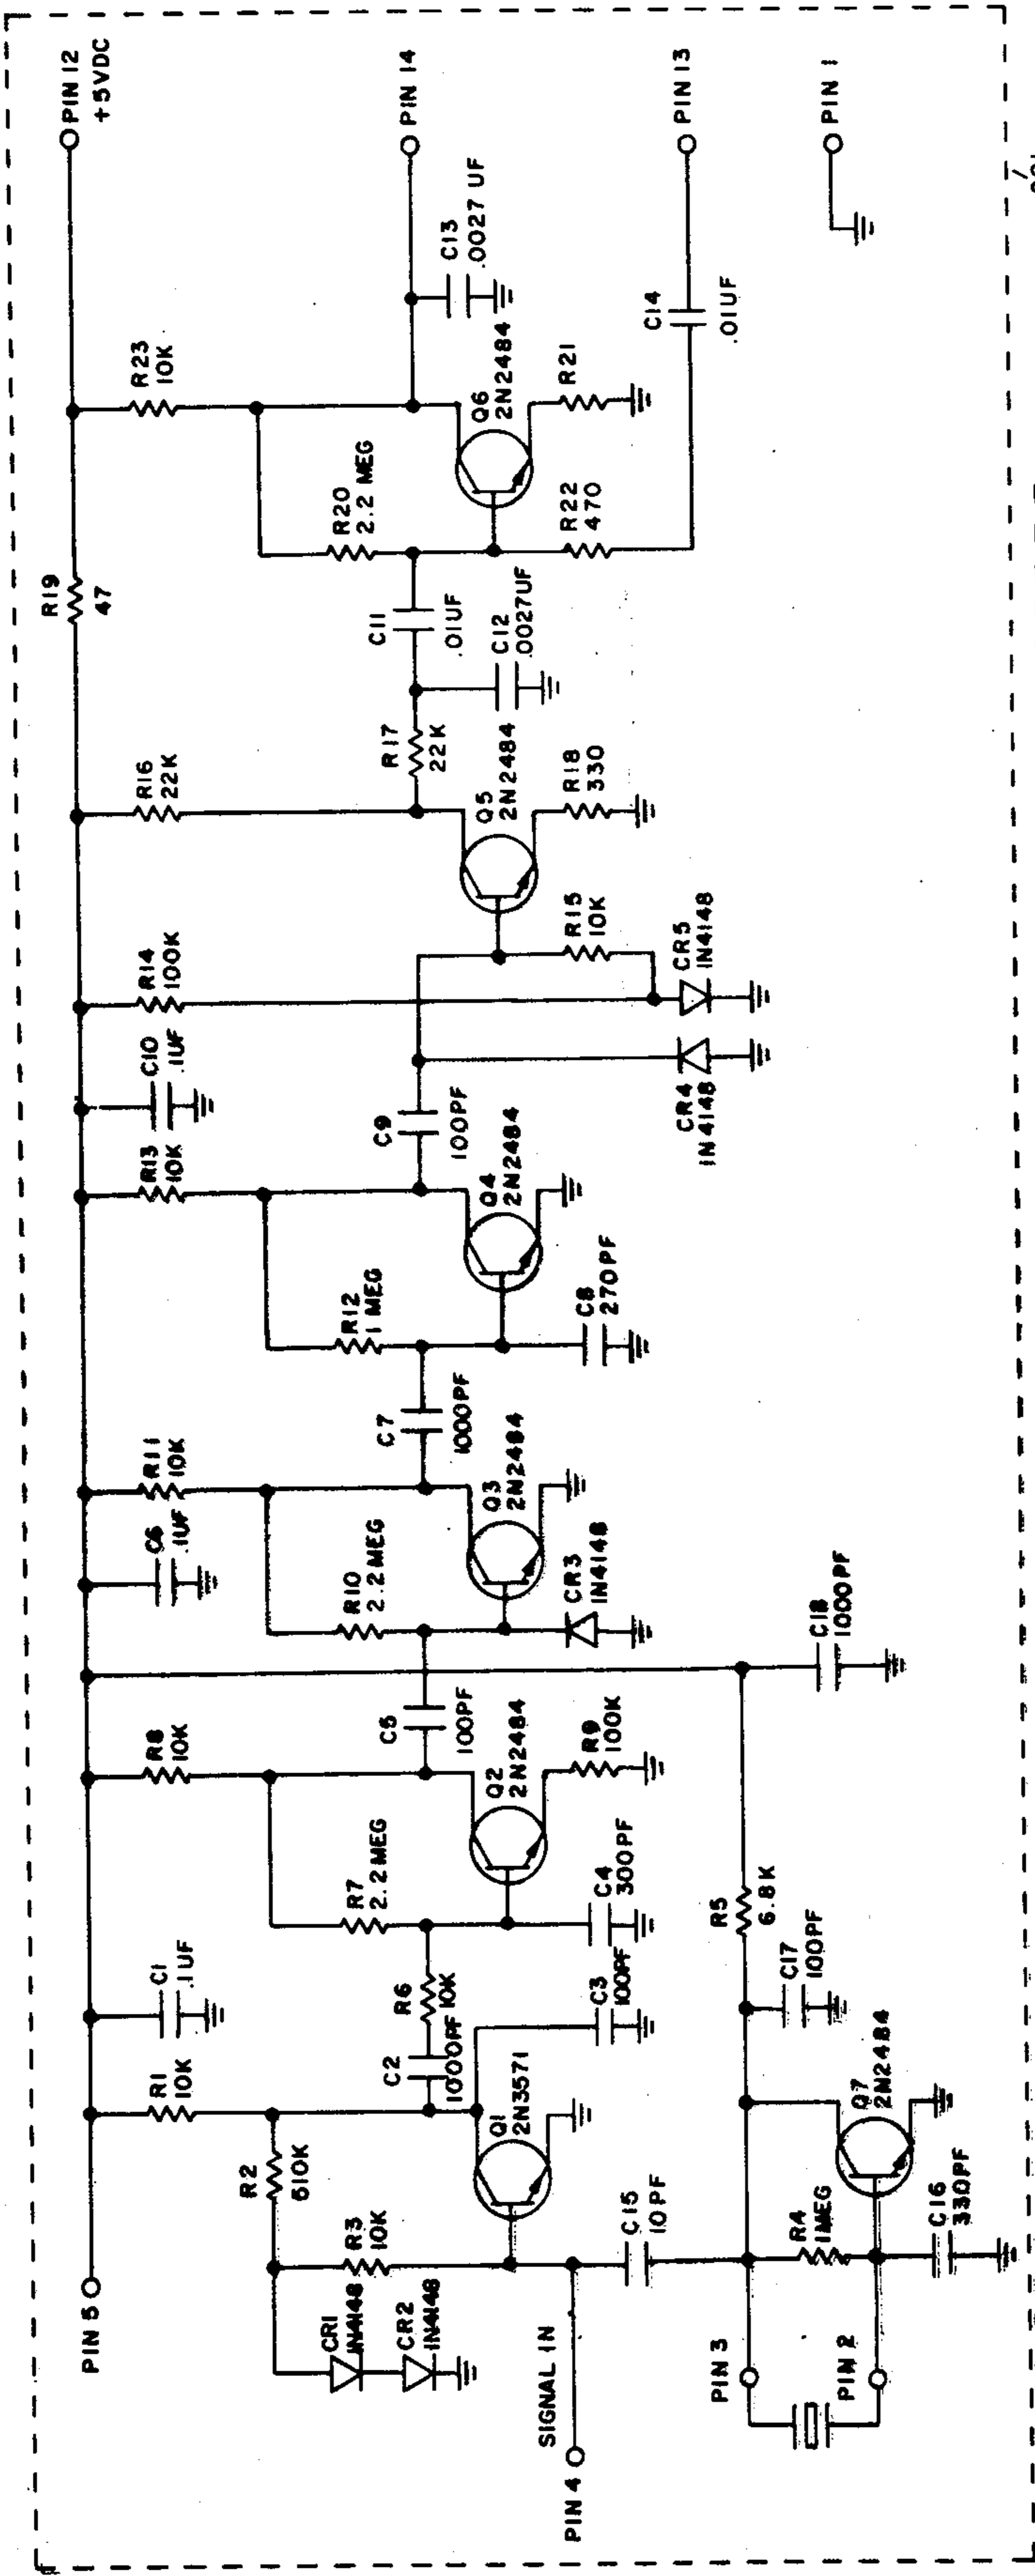 PIN 5
R1
10K
C1
.1UF
R8
10K
C6
.1UF
R11
10K
R13
10K
C10
.1UF
R14
100K
R16
22K
R19
47
R23
10K
PIN 12
+5VDC
R2
510K
R3
10K
CR1
1N4148
CR2
1N4148
C2
1000PF
R6
10K
R7
2.2MEG
Q1
2N3571
C3
100PF
C4
300PF
Q2
2N2484
R9
100K
C5
100PF
R10
2.2MEG
CR3
1N4148
Q3
2N2484
C7
1000PF
R12
1 MEG
C8
270PF
Q4
2N2484
C9
100PF
CR4
1N4148
CR5
1N4148
R15
10K
Q5
2N2484
R18
330
R17
22K
C12
.0027UF
C11
.01UF
R20
2.2 MEG
R22
470
Q6
2N2484
R21
C13
.0027 UF
PIN 14
C14
.01UF
PIN 13
PIN 1
SIGNAL IN
PIN 4
C15
10PF
PIN 3
PIN 2
R4
1MEG
C16
330PF
Q7
2N2484
C17
100PF
R5
6.8K
C18
1000PF